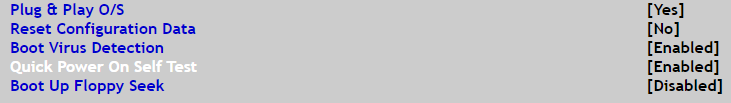 Plug & Play O/S [Yes]
Reset Configuration Data [No]
Boot Virus Detection [Enabled]
Quick Power On Self Test [Enabled]
Boot Up Floppy Seek [Disabled]